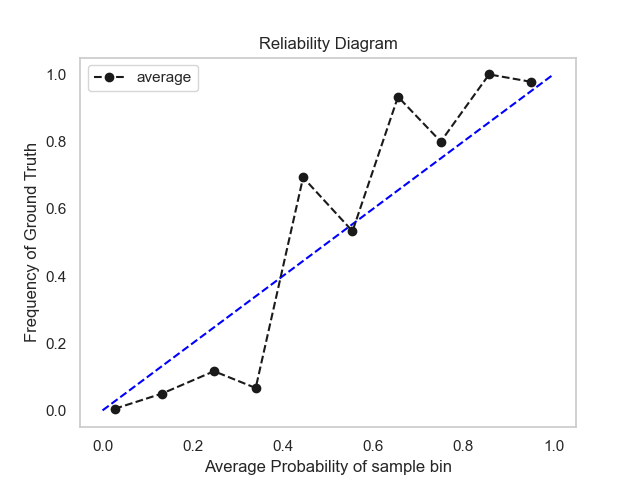 Reliability Diagram
average
Frequency of Ground Truth
1.0
0.8
0.6
0.4
0.2
0.0
0.0 0.2 0.4 0.6 0.8 1.0
Average Probability of sample bin